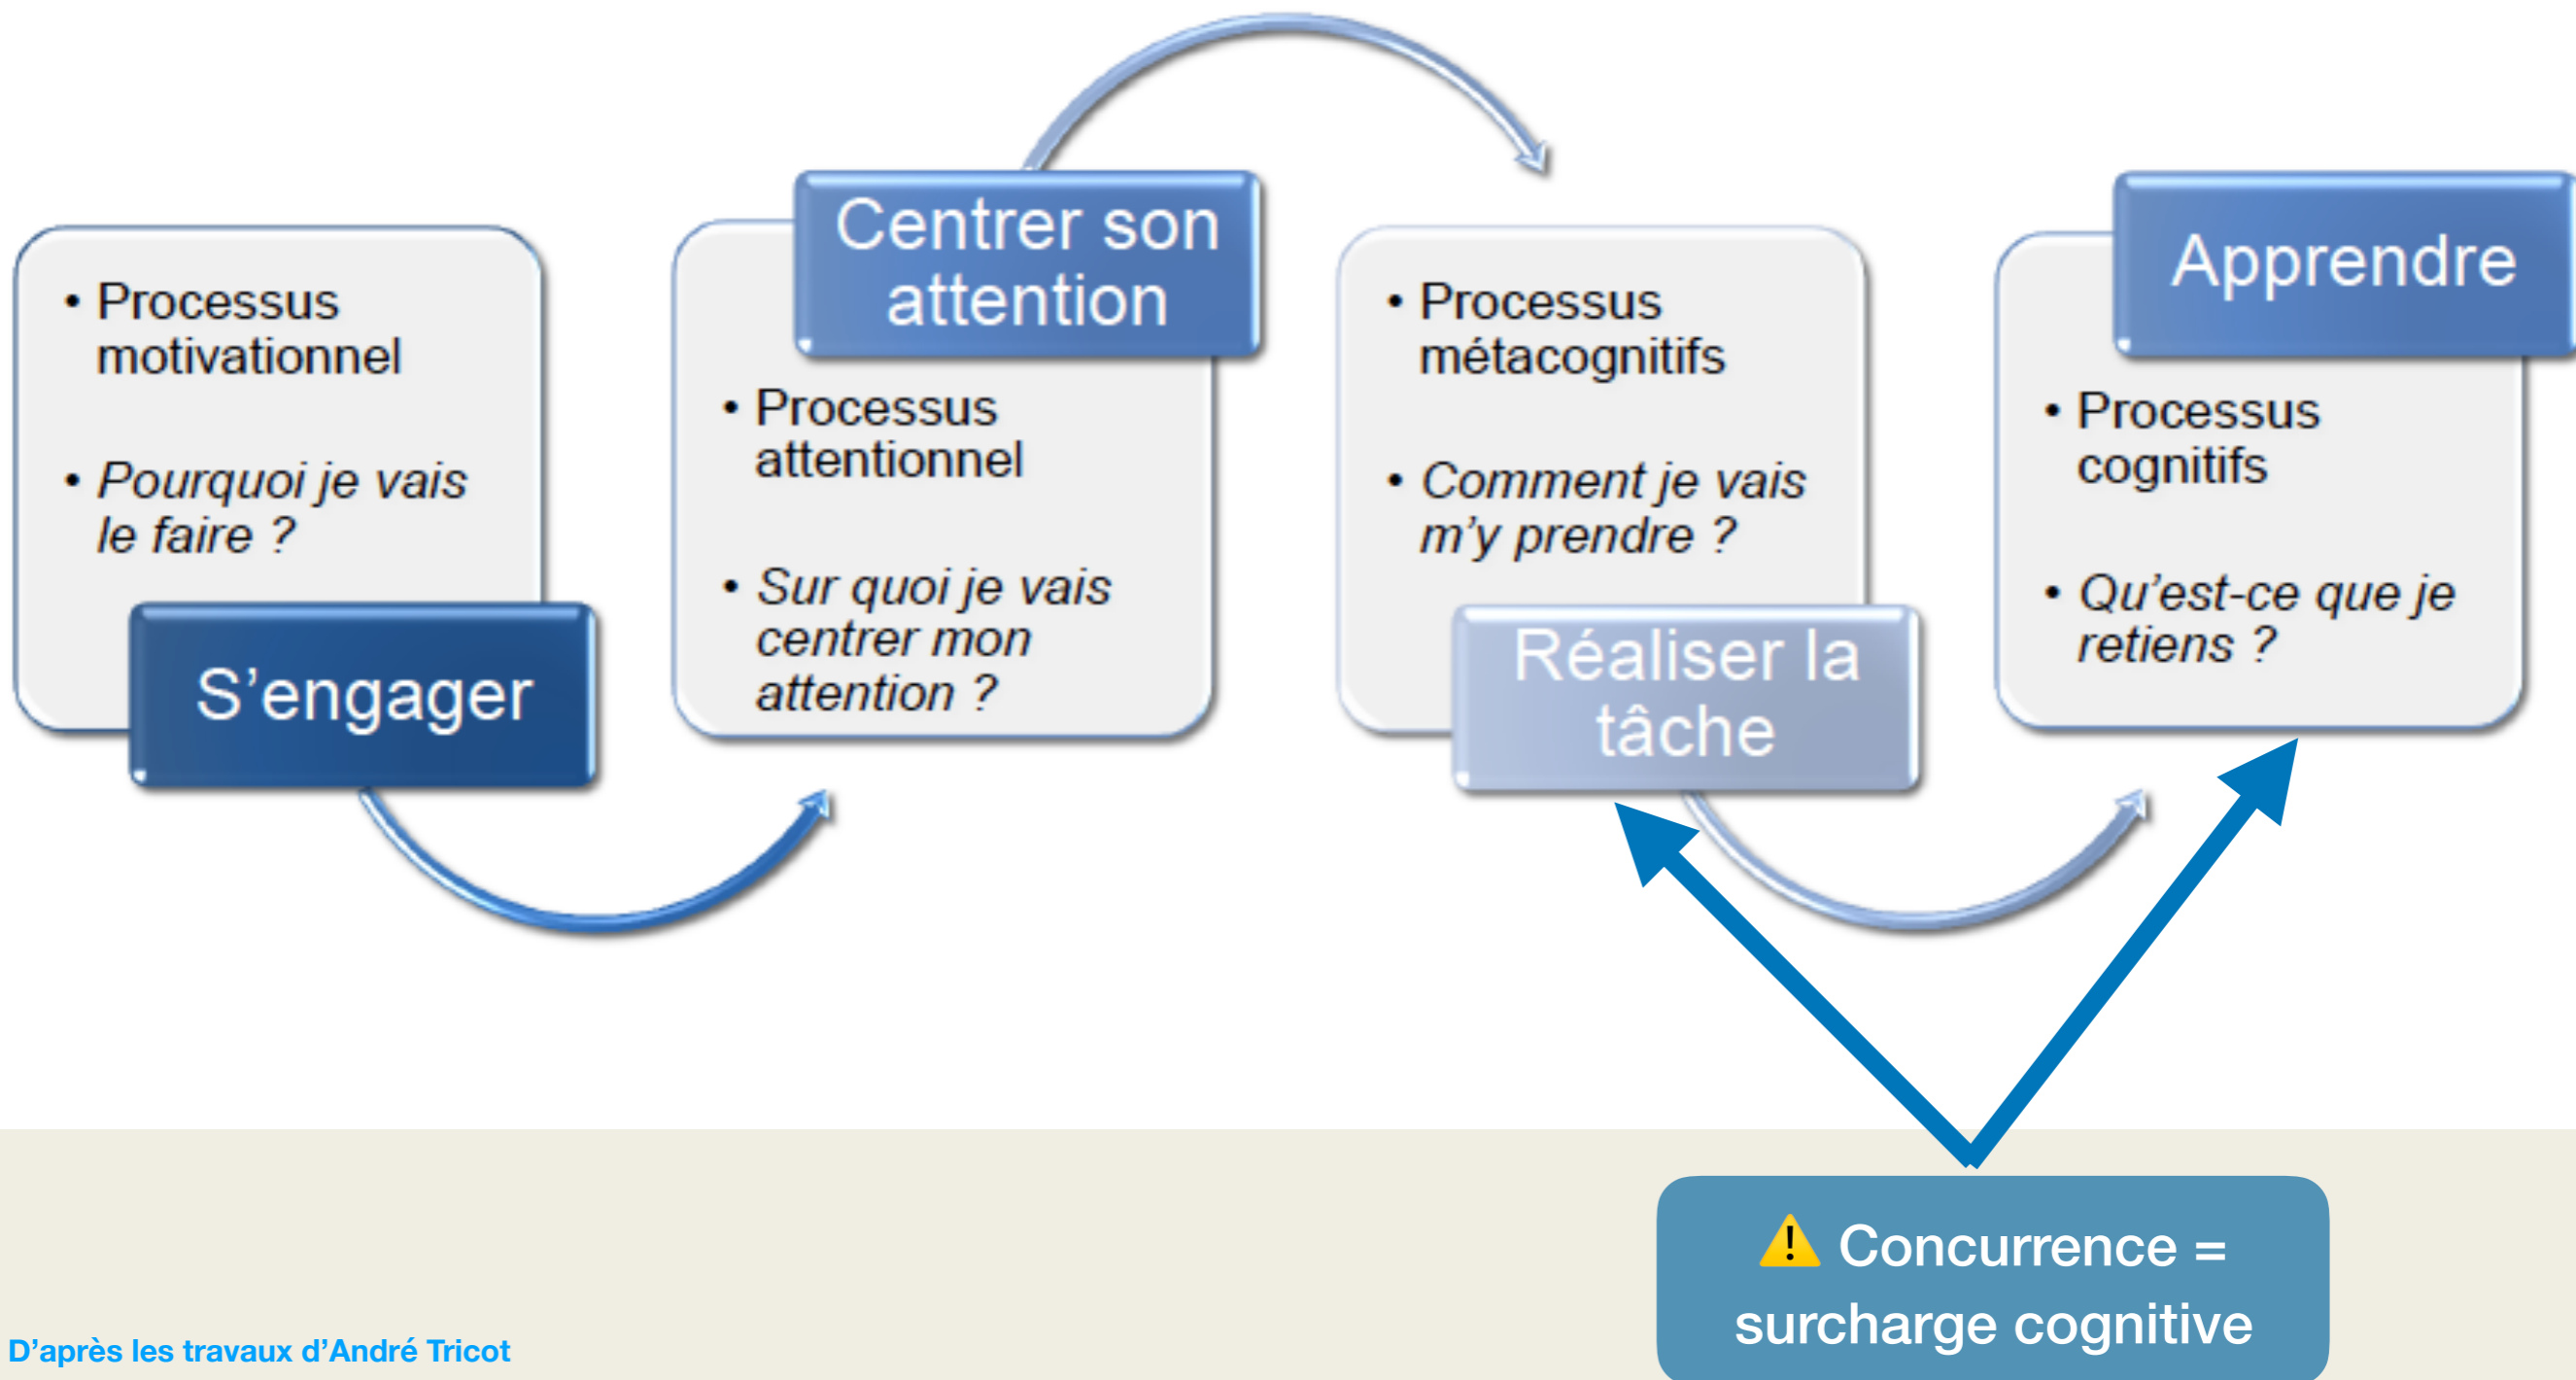 • Processus
motivationnel
• Pourquoi je vais
le faire ?
S’engager
Centrer son
attention
• Processus
attentionnel
• Sur quoi je vais
centrer mon
attention ?
• Processus
métacognitifs
• Comment je vais
m’y prendre ?
Réaliser la
tâche
Apprendre
• Processus
cognitifs
• Qu’est-ce que je
retiens ?
⚠️ Concurrence =
surcharge cognitive
D’après les travaux d’André Tricot